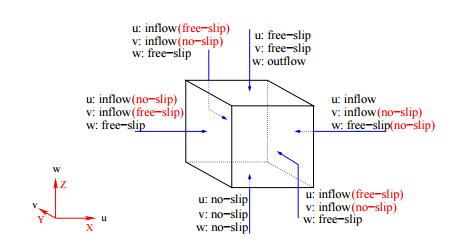 u: inflow(free-slip)
v: inflow(no-slip)
w: free-slip
u: free-slip
v: free-slip
w: outflow
u: inflow(no-slip)
v: inflow(free-slip)
w: free-slip
u: inflow
v: inflow(no-slip)
w: free-slip(no-slip)
u: no-slip
v: no-slip
w: no-slip
u: inflow(free-slip)
v: inflow(no-slip)
w: free-slip
w
Z
v
Y
X
u